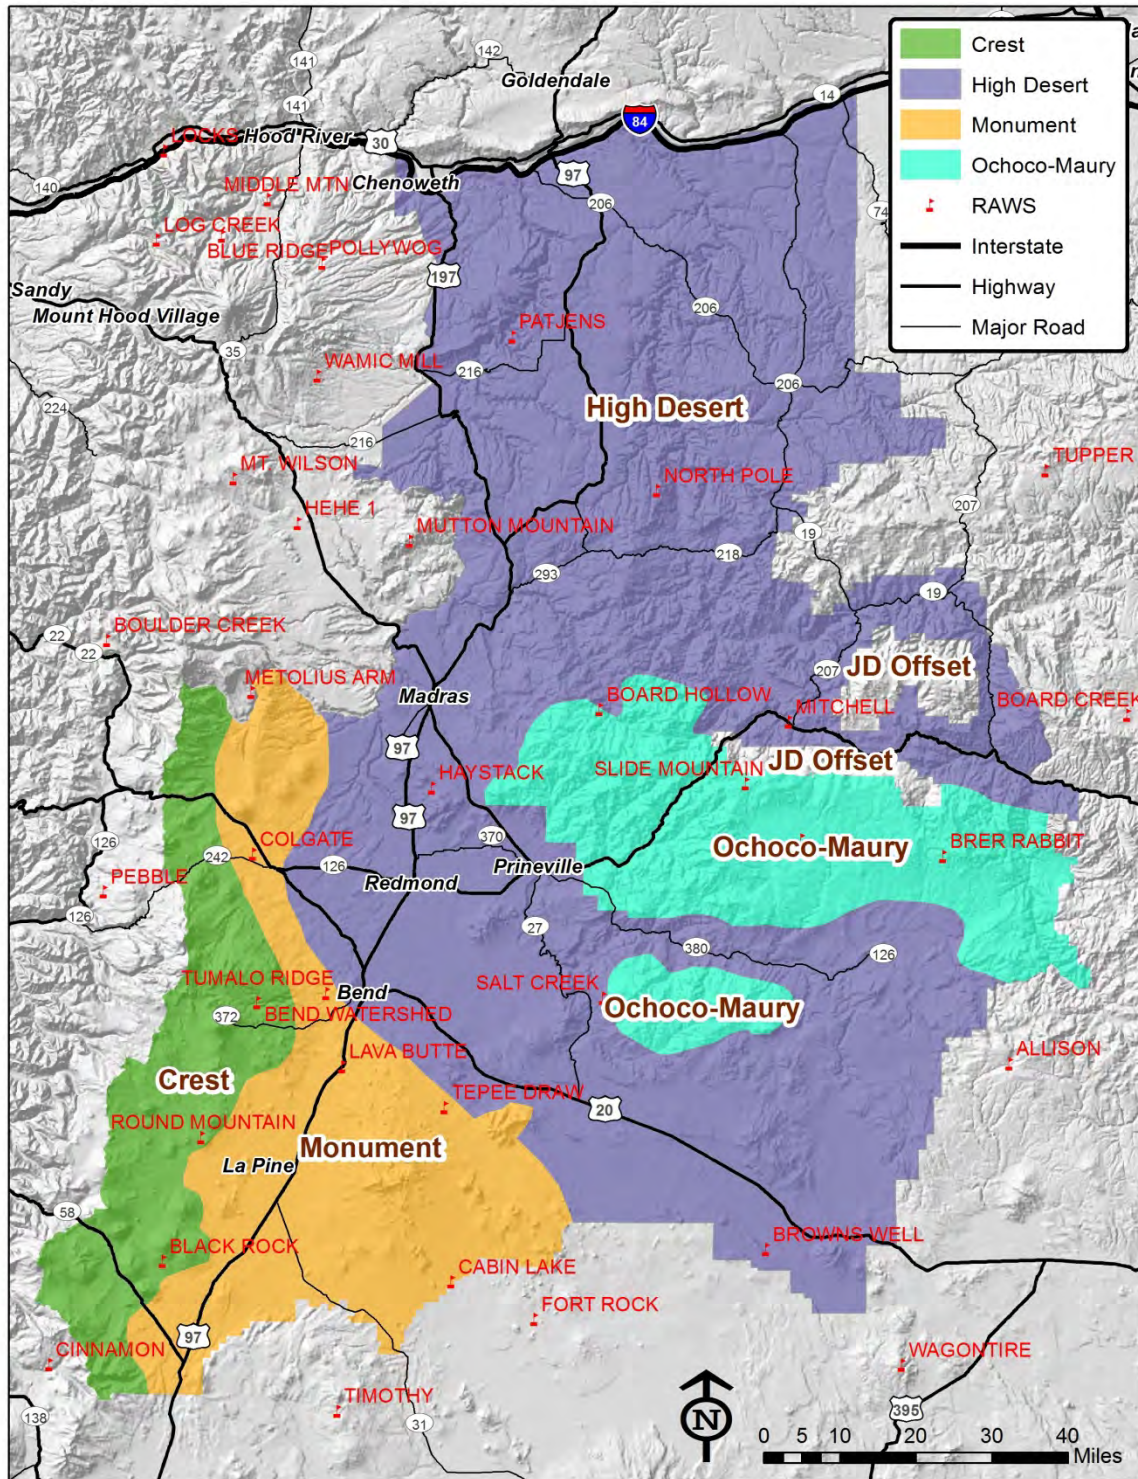 Crest
High Desert
Monument
Ochoco-Maury
RAWS
Interstate
Highway
Major Road
142
141
Goldendale
14
84
141
LOCKS
Hood River
30
97
140
MIDDLE MTN
Chenoweth
206
74
LOG CREEK
BLUE RIDGE
POLLYWOG
197
Sandy
Mount Hood Village
206
PATJENS
35
WAMIC MILL
216
206
224
High Desert
216
MT. WILSON
NORTH POLE
TUPPER
207
HEHE 1
MUTTON MOUNTAIN
19
218
293
19
22
BOULDER CREEK
22
JD Offset
207
METOLIUS ARM
Madras
BOARD HOLLOW
MITCHELL
BOARD CREEK
97
JD Offset
HAYSTACK
SLIDE MOUNTAIN
97
126
370
COLGATE
242
126
Prineville
Ochoco-Maury
BRER RABBIT
PEBBLE
Redmond
126
27
380
126
TUMALO RIDGE
Bend
SALT CREEK
372
BEND WATERSHED
Ochoco-Maury
LAVA BUTTE
ALLISON
Crest
TEPEE DRAW
20
ROUND MOUNTAIN
Monument
La Pine
58
BLACK ROCK
BROWNS WELL
CABIN LAKE
FORT ROCK
97
CINNAMON
WAGONTIRE
TIMOTHY
395
138
31
N
0 5 10 20 30 40
Miles